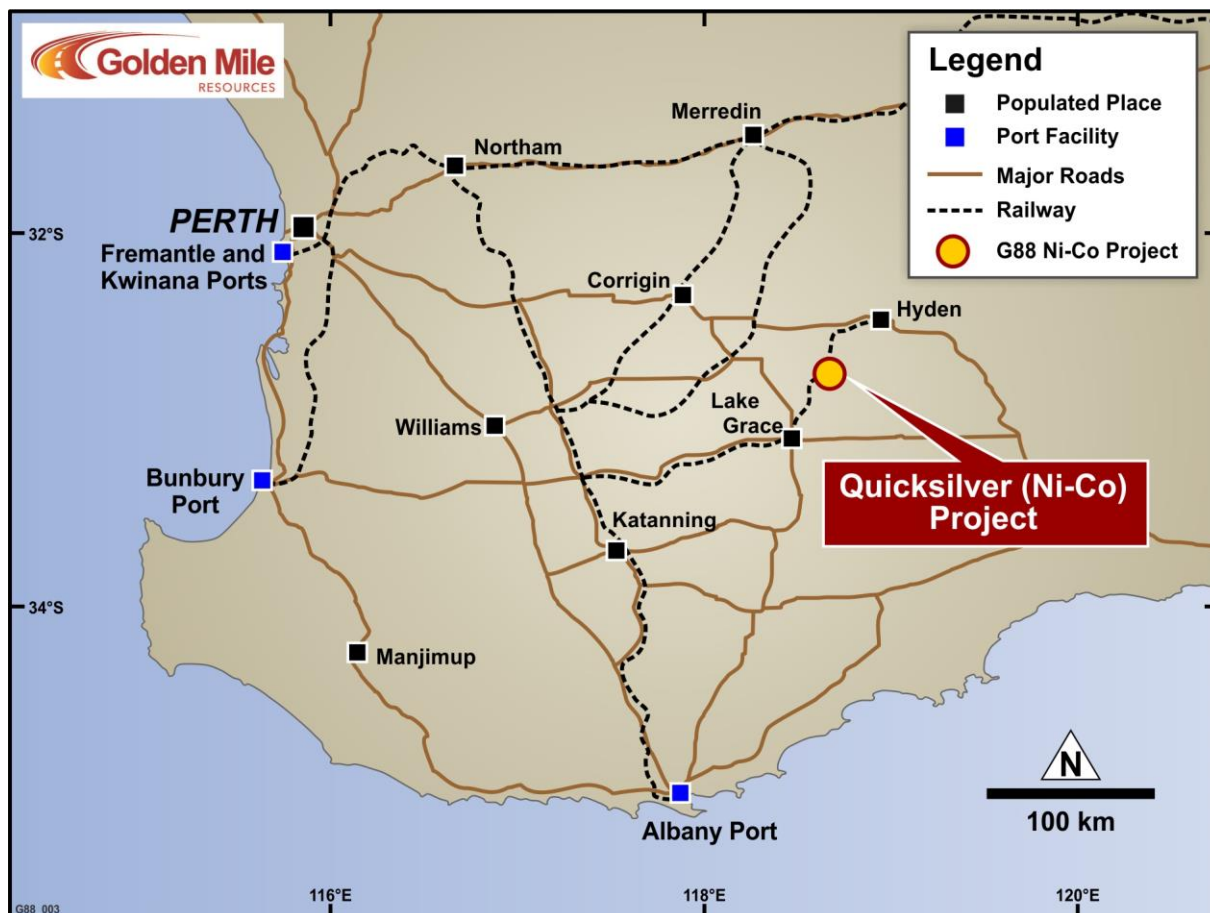 Golden Mile
RESOURCES
Legend
Populated Place
Port Facility
Major Roads
Railway
G88 Ni-Co Project
Merredin
Northam
PERTH
32°S
Fremantle and
Kwinana Ports
Corrigin
Hyden
Lake
Grace
Williams
Bunbury
Port
Quicksilver (Ni-Co)
Project
Katanning
34°S
Manjimup
N
100 km
Albany Port
116°E
118°E
120°E
G88_003